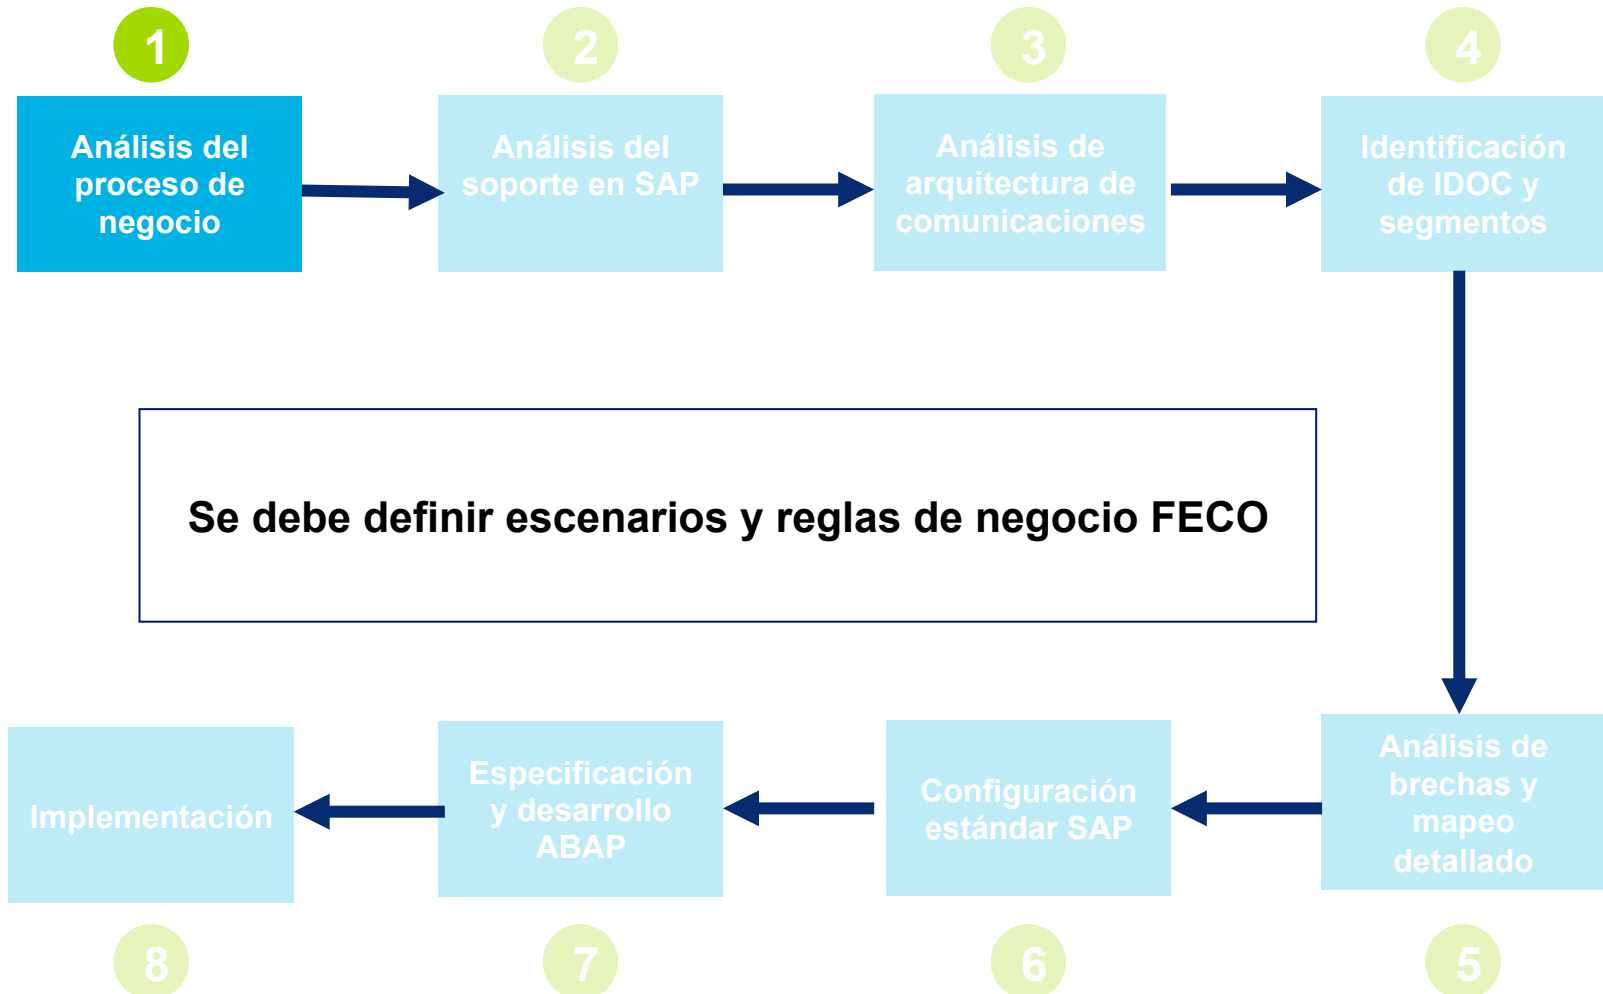 1
2
3
4
Análisis del
proceso de
negocio
Análisis del
soporte en SAP
Análisis de
arquitectura de
comunicaciones
Identificación
de IDOC y
segmentos
Se debe definir escenarios y reglas de negocio FECO
Implementación
Especificación
y desarrollo
ABAP
Configuración
estándar SAP
Análisis de
brechas y
mapeo
detallado
8
7
6
5